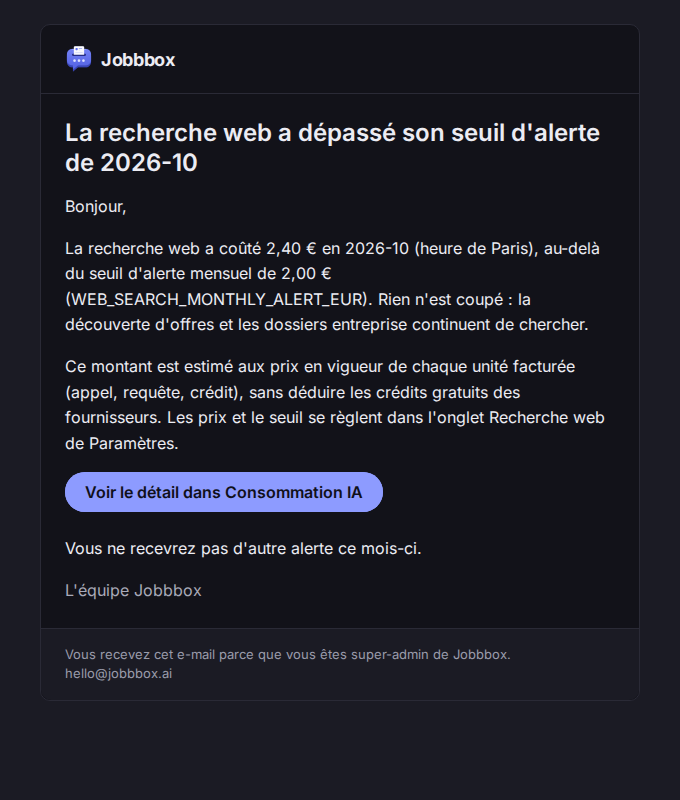 Jobbbox
La recherche web a dépassé son seuil d'alerte
de 2026-10
Bonjour,
La recherche web a coûté 2,40 € en 2026-10 (heure de Paris), au-delà
du seuil d'alerte mensuel de 2,00 €
(WEB_SEARCH_MONTHLY_ALERT_EUR). Rien n'est coupé : la
découverte d'offres et les dossiers entreprise continuent de chercher.
Ce montant est estimé aux prix en vigueur de chaque unité facturée
(appel, requête, crédit), sans déduire les crédits gratuits des
fournisseurs. Les prix et le seuil se règlent dans l'onglet Recherche web
de Paramètres.
Voir le détail dans Consommation IA
Vous ne recevrez pas d'autre alerte ce mois-ci.
L'équipe Jobbbox
Vous recevez cet e-mail parce que vous êtes super-admin de Jobbbox.
hello@jobbbox.ai